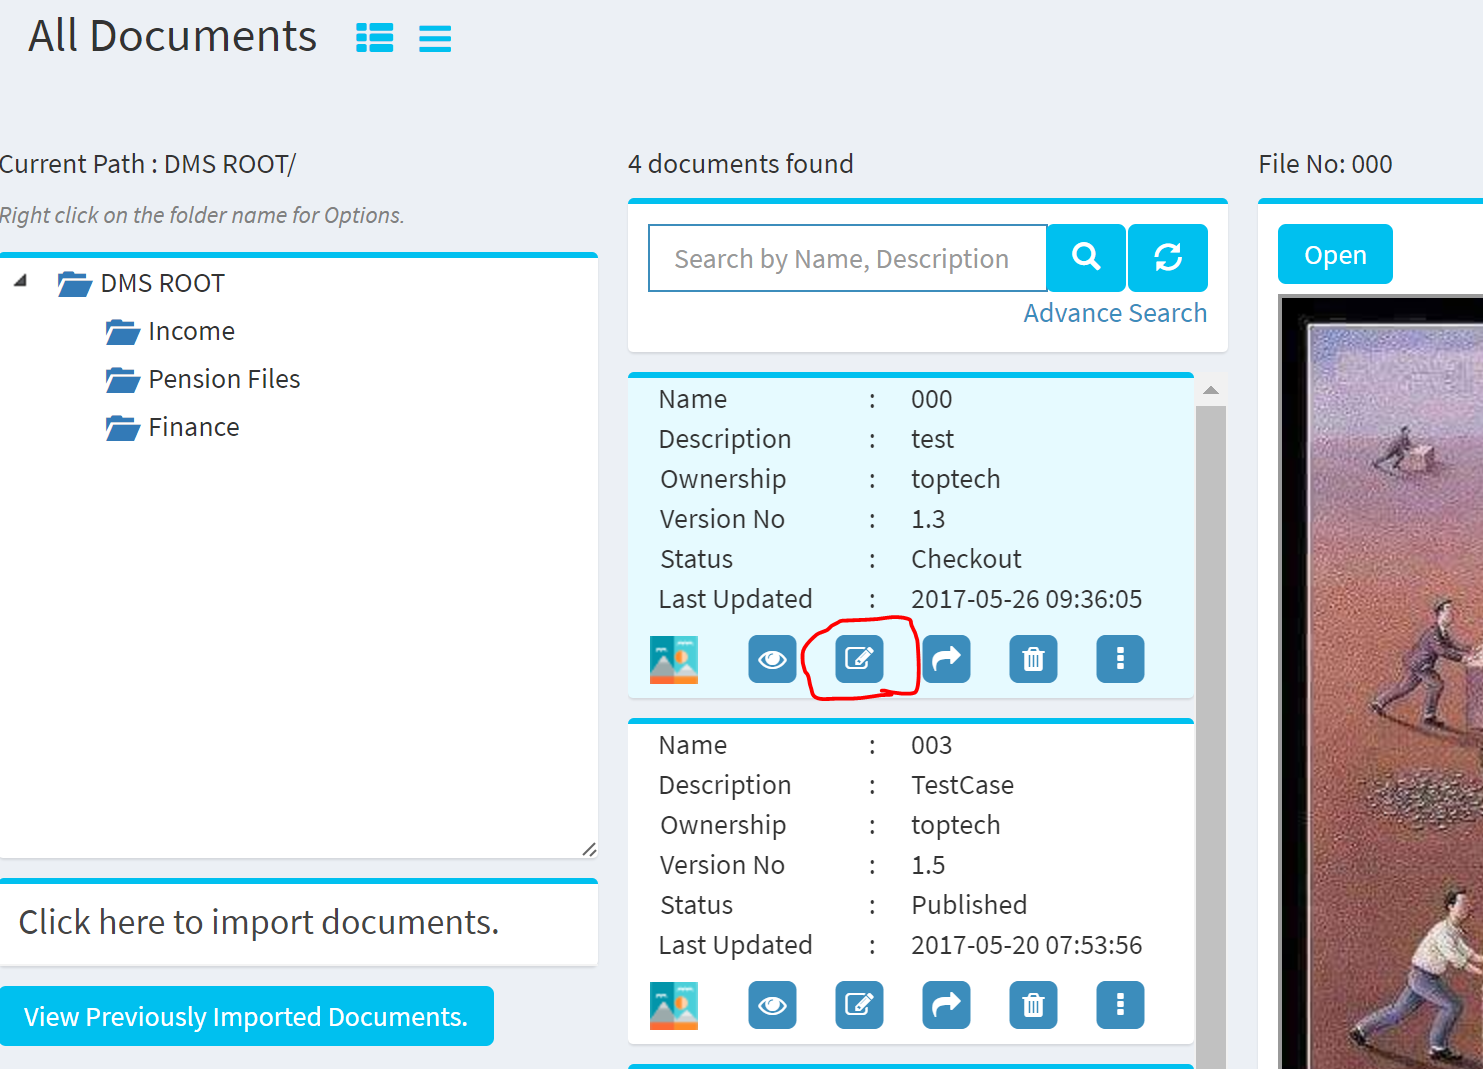 All Documents
Current Path : DMS ROOT/
Right click on the folder name for Options.
DMS ROOT
Income
Pension Files
Finance
Click here to import documents.
View Previously Imported Documents.
4 documents found
Search by Name, Description
Advance Search
Name : 000
Description : test
Ownership : toptech
Version No : 1.3
Status : Checkout
Last Updated : 2017-05-26 09:36:05
Name : 003
Description : TestCase
Ownership : toptech
Version No : 1.5
Status : Published
Last Updated : 2017-05-20 07:53:56
File No: 000
Open